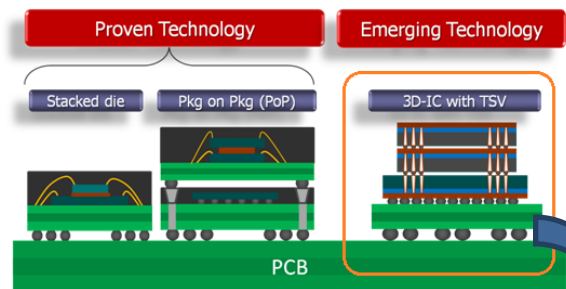 Proven Technology
Emerging Technology
Stacked die
Pkg on Pkg (PoP)
3D-IC with TSV
PCB